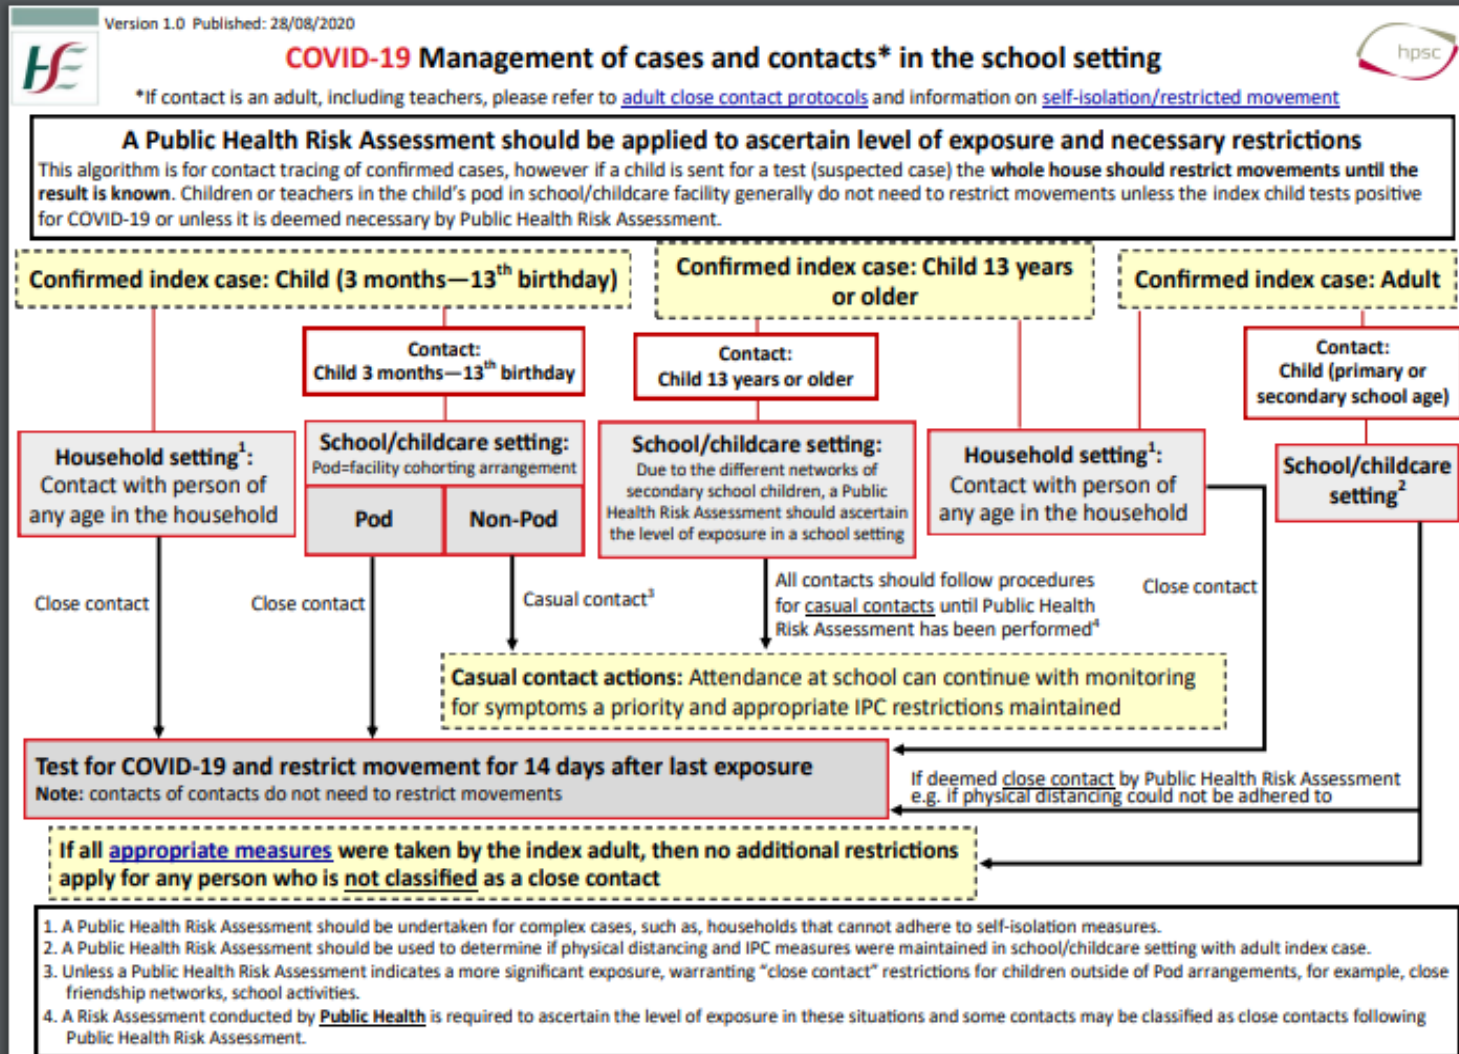 Version 1.0 Published: 28/08/2020
HSE
hpsc
COVID-19 Management of cases and contacts* in the school setting
*If contact is an adult, including teachers, please refer to adult close contact protocols and information on self-isolation/restricted movement
A Public Health Risk Assessment should be applied to ascertain level of exposure and necessary restrictions
This algorithm is for contact tracing of confirmed cases, however if a child is sent for a test (suspected case) the whole house should restrict movements until the
result is known. Children or teachers in the child's pod in school/childcare facility generally do not need to restrict movements unless the index child tests positive
for COVID-19 or unless it is deemed necessary by Public Health Risk Assessment.
Confirmed index case: Child (3 months—13th birthday)
Confirmed index case: Child 13 years
or older
Confirmed index case: Adult
Contact:
Child 3 months—13th birthday
Contact:
Child 13 years or older
Contact:
Child (primary or
secondary school age)
Household setting1:
Contact with person of
any age in the household
School/childcare setting:
Pod=facility cohorting arrangement
Pod
Non-Pod
School/childcare setting:
Due to the different networks of
secondary school children, a Public
Health Risk Assessment should ascertain
the level of exposure in a school setting
Household setting1:
Contact with person of
any age in the household
School/childcare
setting2
Close contact
Close contact
Casual contact3
All contacts should follow procedures
for casual contacts until Public Health
Risk Assessment has been performed4
Close contact
Casual contact actions: Attendance at school can continue with monitoring
for symptoms a priority and appropriate IPC restrictions maintained
Test for COVID-19 and restrict movement for 14 days after last exposure
Note: contacts of contacts do not need to restrict movements
If deemed close contact by Public Health Risk Assessment
e.g. if physical distancing could not be adhered to
If all appropriate measures were taken by the index adult, then no additional restrictions
apply for any person who is not classified as a close contact
1. A Public Health Risk Assessment should be undertaken for complex cases, such as, households that cannot adhere to self-isolation measures.
2. A Public Health Risk Assessment should be used to determine if physical distancing and IPC measures were maintained in school/childcare setting with adult index case.
3. Unless a Public Health Risk Assessment indicates a more significant exposure, warranting "close contact" restrictions for children outside of Pod arrangements, for example, close
friendship networks, school activities.
4. A Risk Assessment conducted by Public Health is required to ascertain the level of exposure in these situations and some contacts may be classified as close contacts following
Public Health Risk Assessment.